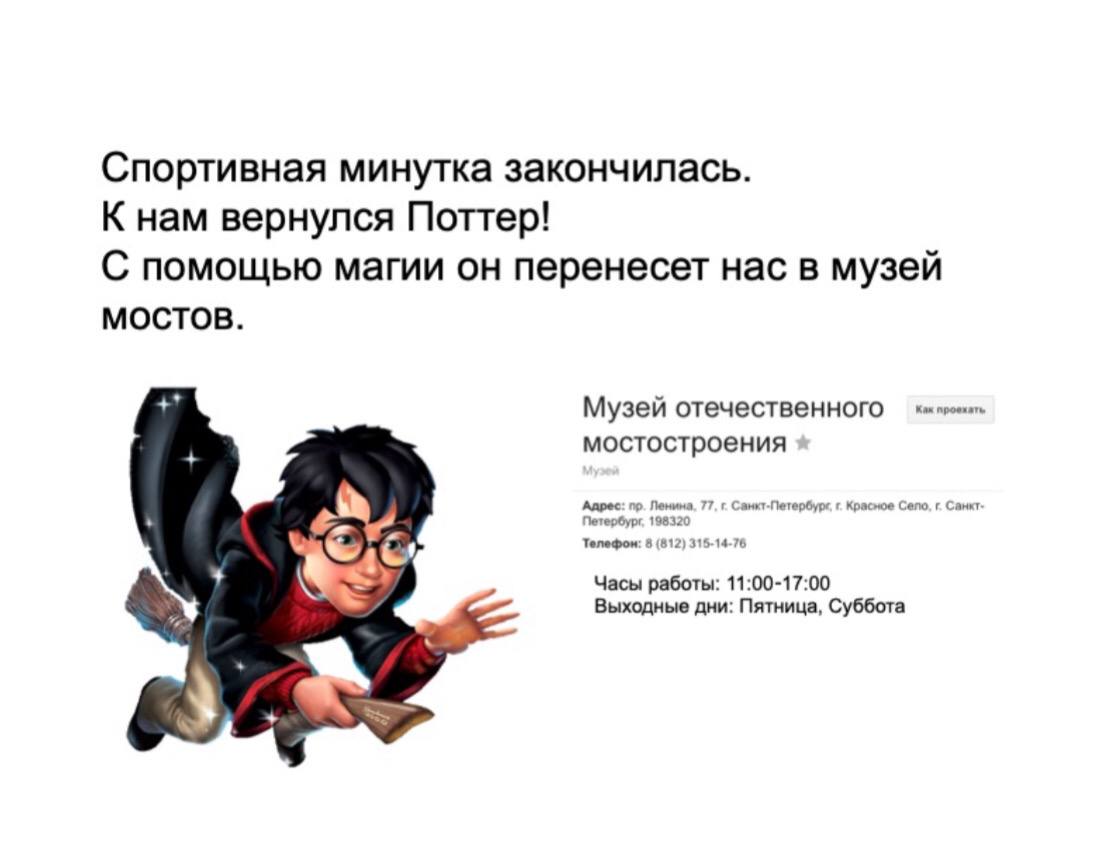 Спортивная минутка закончилась.
К нам вернулся Поттер!
С помощью магии он перенесет нас в музей
мостов.
Музей отечественного
мостостроения
Как проехать
Музей
Адрес: пр. Ленина, 77, г. Санкт-Петербург, г. Красное Село, г. Санкт-
Петербург, 198320
Телефон: 8 (812) 315-14-76
Часы работы: 11:00-17:00
Выходные дни: Пятница, Суббота